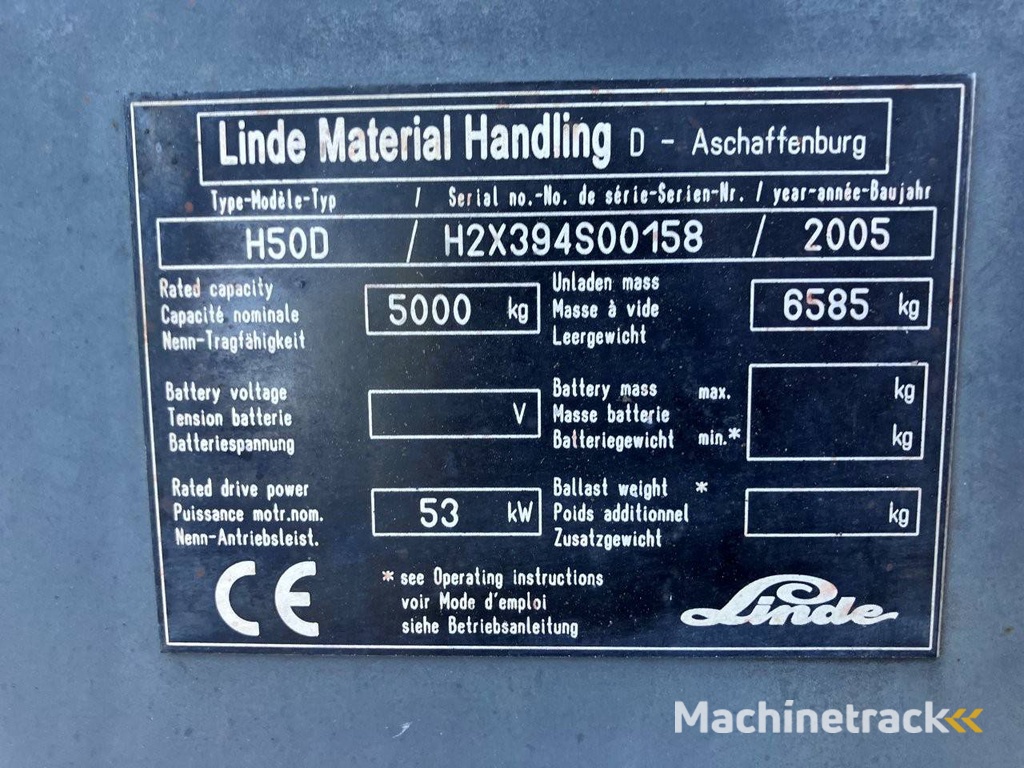 Linde Material Handling D - Aschaffenburg
Type-Modèle-Typ / Serial no.-No. de série-Serien-Nr. / year-année-Baujahr
H50D / H2X394S00158 / 2005
Rated capacity
Capacité nominale
Nenn-Tragfähigkeit
5000 kg
Unladen mass
Masse à vide
Leergewicht
6585 kg
Battery voltage
Tension batterie
Batteriespannung
V
Battery mass max.
Masse batterie
Batteriegewicht min.*
kg
kg
Rated drive power
Puissance motr.nom.
Nenn-Antriebsleist.
53 kW
Ballast weight *
Poids additionnel
Zusatzgewicht
kg
CE
* see Operating instructions
voir Mode d'emploi
siehe Betriebsanleitung
Linde
Machinetrack